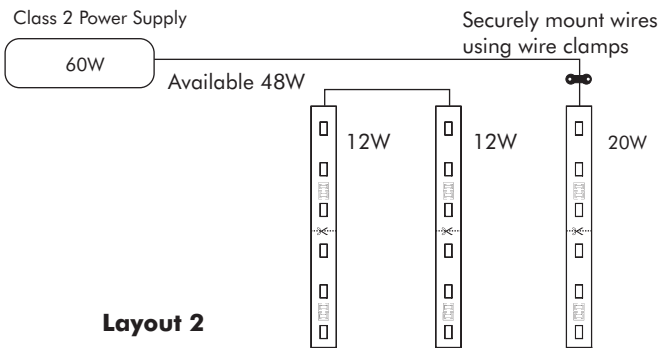 Class 2 Power Supply
60W
Securely mount wires
using wire clamps
Available 48W
12W
12W
20W
Layout 2